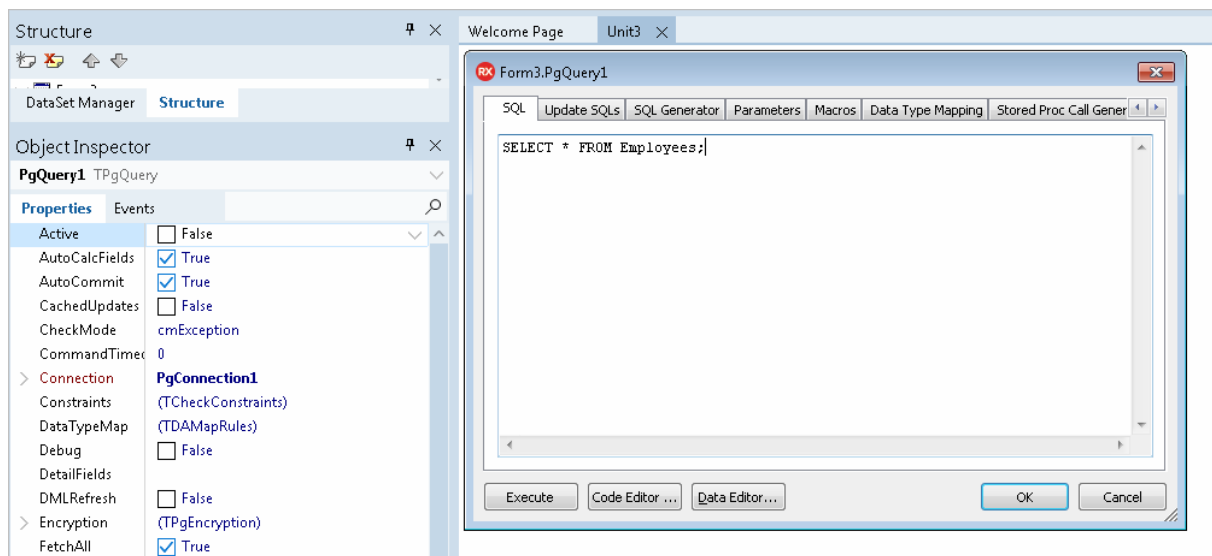 Structure
DataSet Manager Structure
Object Inspector
PgQuery1 TPgQuery
Properties Events
Active False
AutoCalcFields True
AutoCommit True
CachedUpdates False
CheckMode cmException
CommandTimeo 0
Connection PgConnection1
Constraints (TCheckConstraints)
DataTypeMap (TDAMapRules)
Debug False
DetailFields
DMLRefresh False
Encryption (TPgEncryption)
FetchAll True
Welcome Page Unit3
RX Form3.PgQuery1
SQL Update SQLs SQL Generator Parameters Macros Data Type Mapping Stored Proc Call Gener
SELECT * FROM Employees;
Execute Code Editor ... Data Editor... OK Cancel